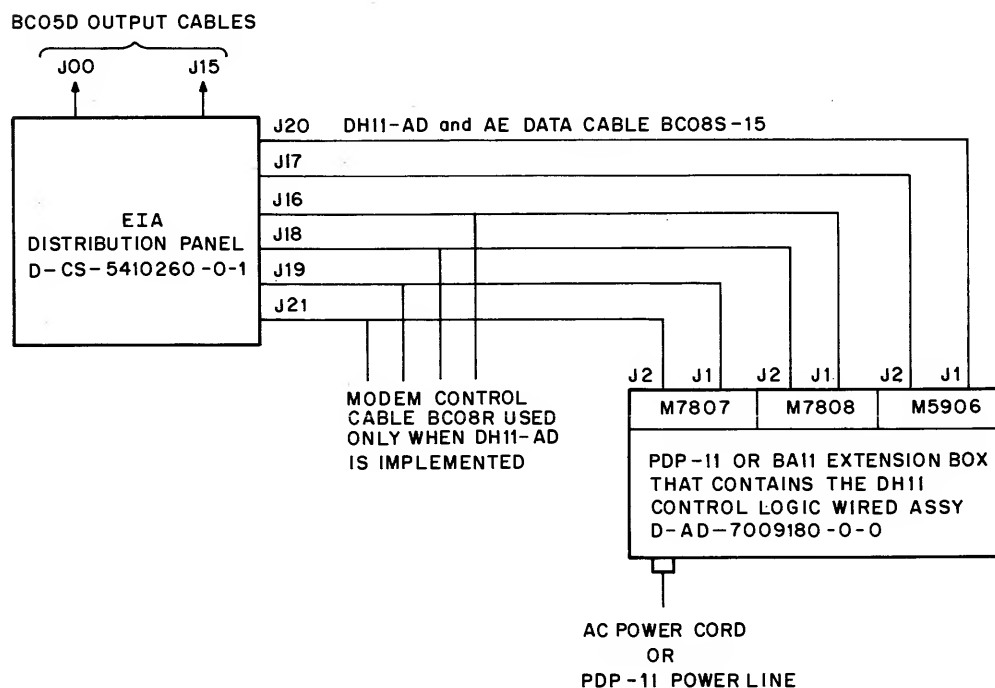 BC05D OUTPUT CABLES
J00 J15
J20 DH11-AD and AE DATA CABLE BC08S-15
J17
J16
J18
J19
J21
EIA
DISTRIBUTION PANEL
D-CS-5410260-0-1
MODEM CONTROL
CABLE BC08R USED
ONLY WHEN DH11-AD
IS IMPLEMENTED
J2 J1 J2 J1 J2 J1
M7807 M7808 M5906
PDP-11 OR BA11 EXTENSION BOX
THAT CONTAINS THE DH11
CONTROL LOGIC WIRED ASSY
D-AD-7009180-0-0
AC POWER CORD
OR
PDP-11 POWER LINE